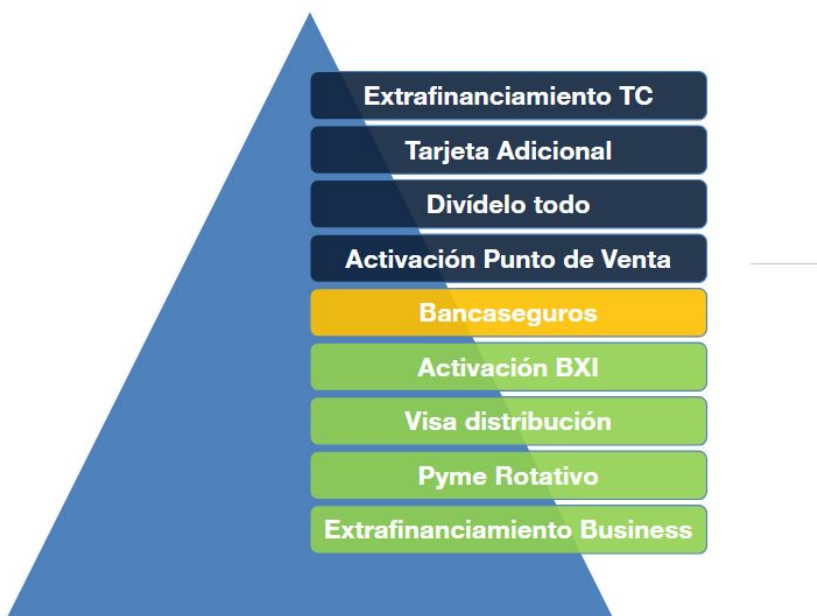 Extrafinanciamiento TC
Tarjeta Adicional
Divídelo todo
Activación Punto de Venta
Bancaseguros
Activación BXI
Visa distribución
Pyme Rotativo
Extrafinanciamiento Business